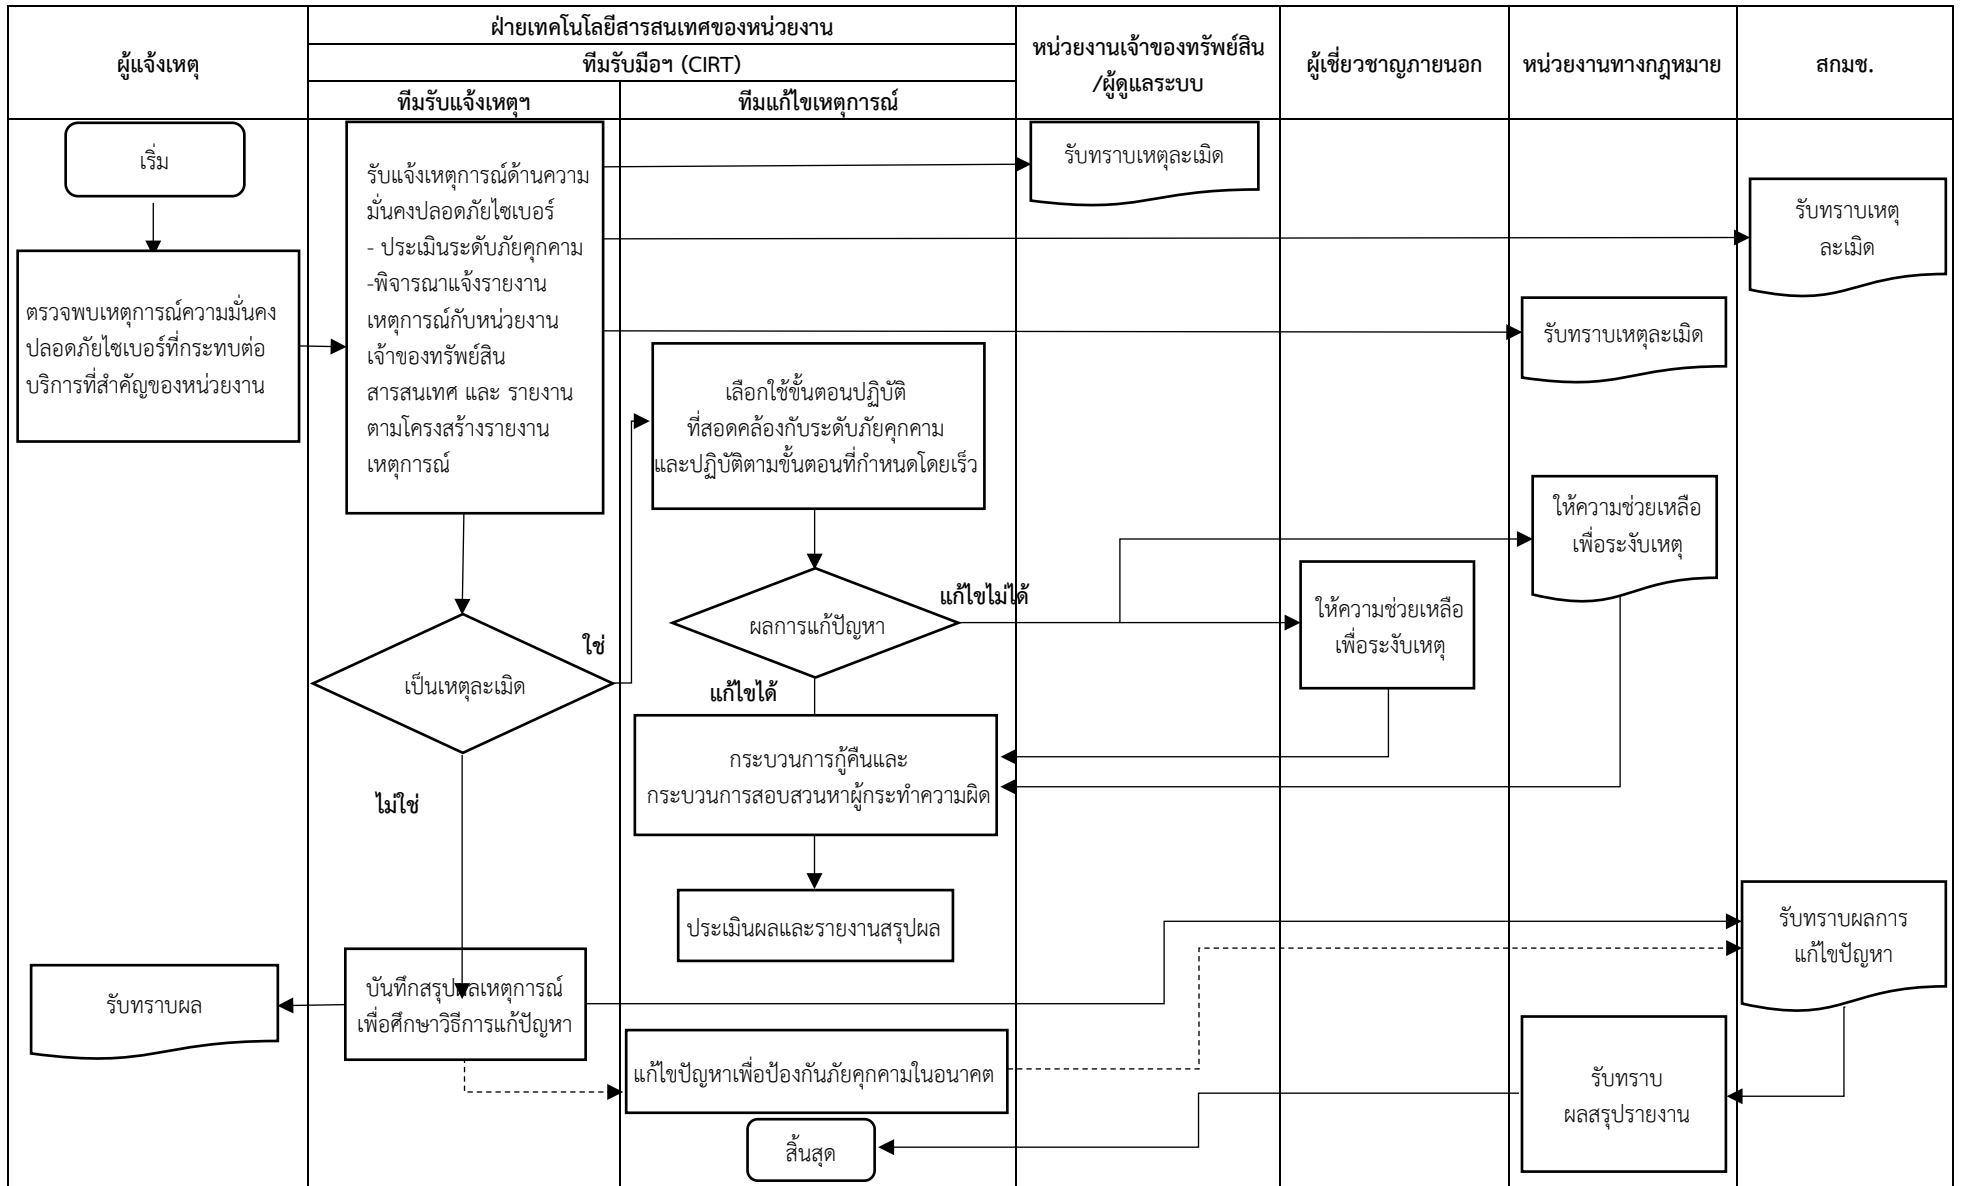 ผู้แจ้งเหตุ
ฝ่ายเทคโนโลยีสารสนเทศของหน่วยงาน
ทีมรับมือฯ (CIRT)
ทีมรับแจ้งเหตุฯ
ทีมแก้ไขเหตุการณ์
หน่วยงานเจ้าของทรัพย์สิน
/ผู้ดูแลระบบ
ผู้เชี่ยวชาญภายนอก
หน่วยงานทางกฎหมาย
สกมช.
เริ่ม
ตรวจพบเหตุการณ์ความมั่นคง
ปลอดภัยไซเบอร์ที่กระทบต่อ
บริการที่สำคัญของหน่วยงาน
รับแจ้งเหตุการณ์ด้านความ
มั่นคงปลอดภัยไซเบอร์
- ประเมินระดับภัยคุกคาม
-พิจารณาแจ้งรายงาน
เหตุการณ์กับหน่วยงาน
เจ้าของทรัพย์สิน
สารสนเทศ และ รายงาน
ตามโครงสร้างรายงาน
เหตุการณ์
รับทราบเหตุละเมิด
รับทราบเหตุ
ละเมิด
รับทราบเหตุละเมิด
เลือกใช้ขั้นตอนปฏิบัติ
ที่สอดคล้องกับระดับภัยคุกคาม
และปฏิบัติตามขั้นตอนที่กำหนดโดยเร็ว
ให้ความช่วยเหลือ
เพื่อระงับเหตุ
แก้ไขไม่ได้
ผลการแก้ปัญหา
ให้ความช่วยเหลือ
เพื่อระงับเหตุ
ใช่
เป็นเหตุละเมิด
แก้ไขได้
กระบวนการกู้คืนและ
กระบวนการสอบสวนหาผู้กระทำความผิด
ไม่ใช่
ประเมินผลและรายงานสรุปผล
รับทราบผลการ
แก้ไขปัญหา
รับทราบผล
บันทึกสรุปผลเหตุการณ์
เพื่อศึกษาวิธีการแก้ปัญหา
แก้ไขปัญหาเพื่อป้องกันภัยคุกคามในอนาคต
รับทราบ
ผลสรุปรายงาน
สิ้นสุด